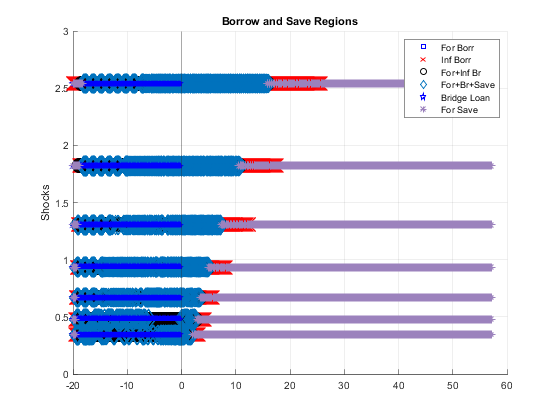 Borrow and Save Regions
3
2.5
2
1.5
1
0.5
0
Shocks
-20
-10
0
10
20
30
40
50
60
For Borr
Inf Borr
For+Inf Br
For+Br+Save
Bridge Loan
For Save